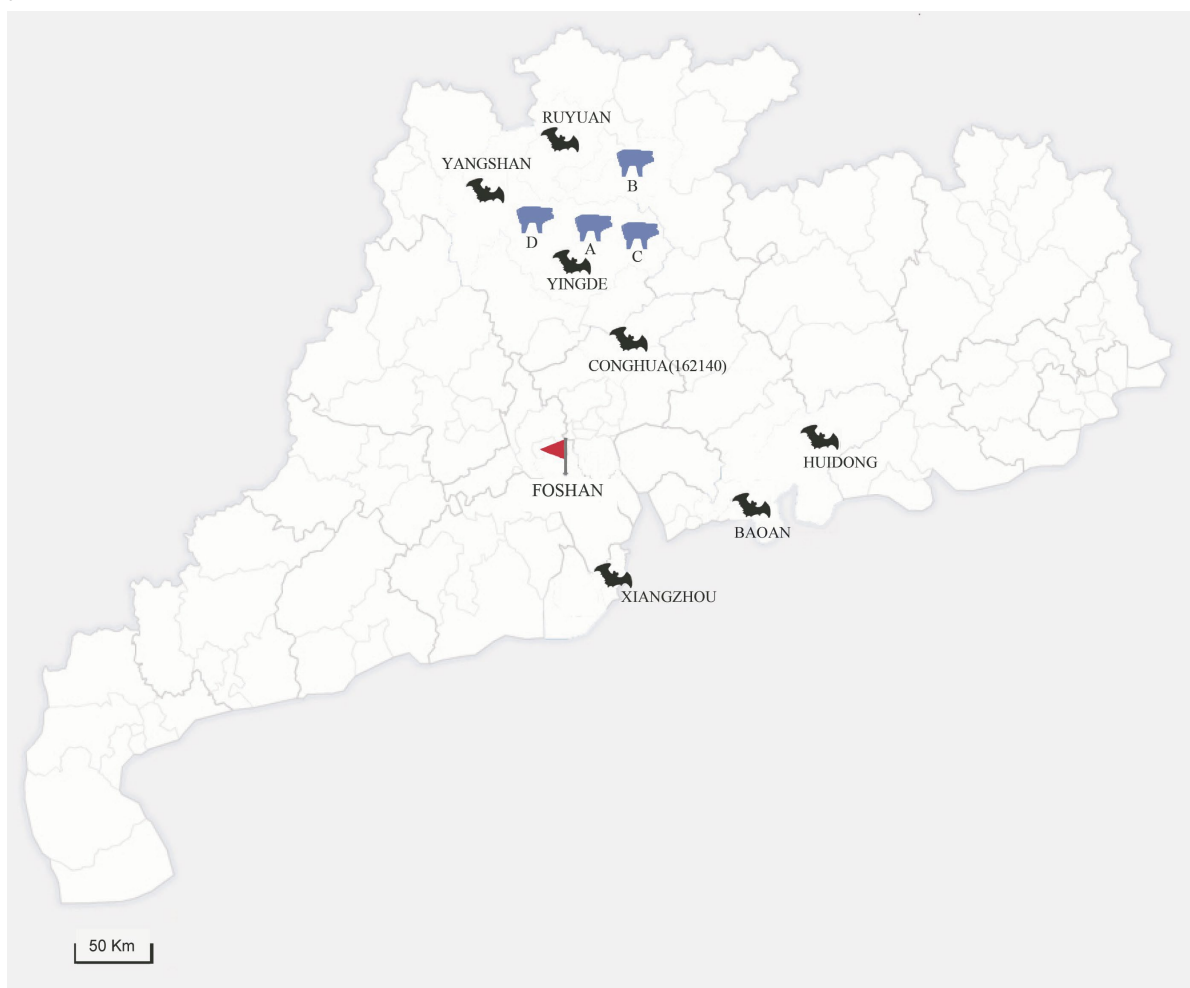 RUYUAN
YANGSHAN
B
D
A
C
YINGDE
CONGHUA(162140)
HUIDONG
FOSHAN
BAOAN
XIANGZHOU
50 Km